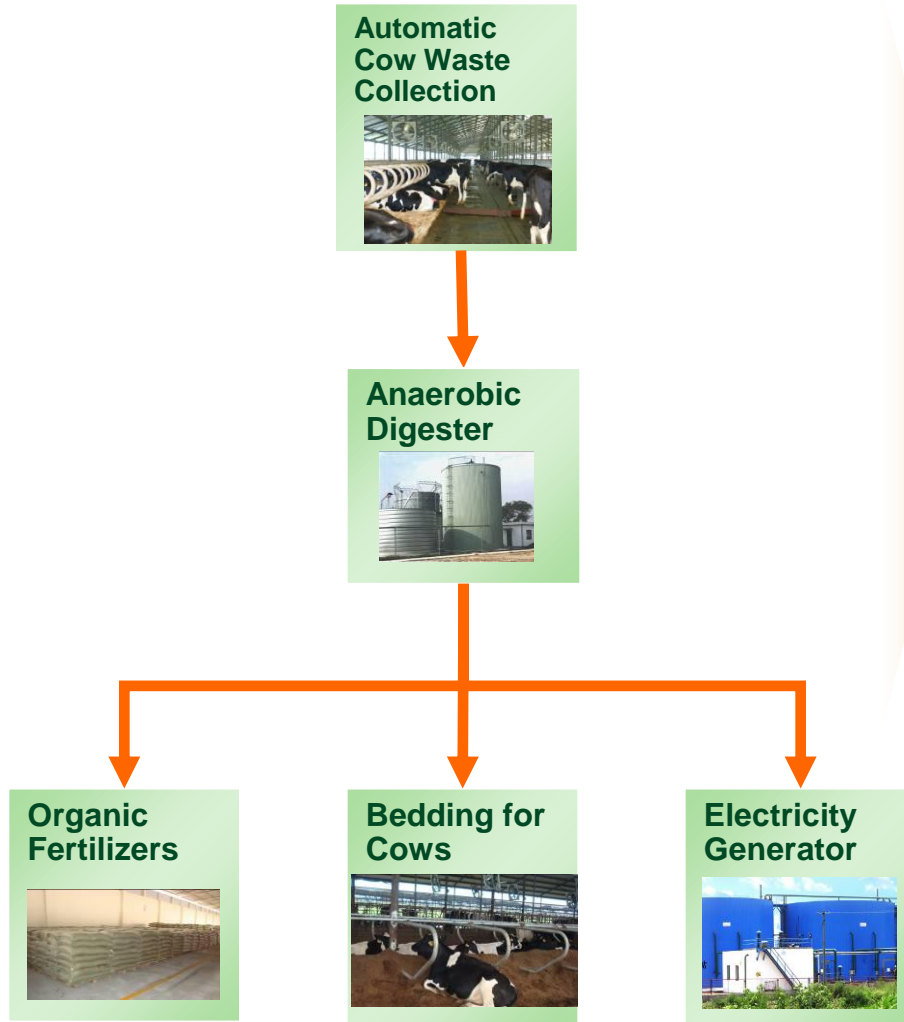 Automatic
Cow Waste
Collection
Anaerobic
Digester
Organic
Fertilizers
Bedding for
Cows
Electricity
Generator